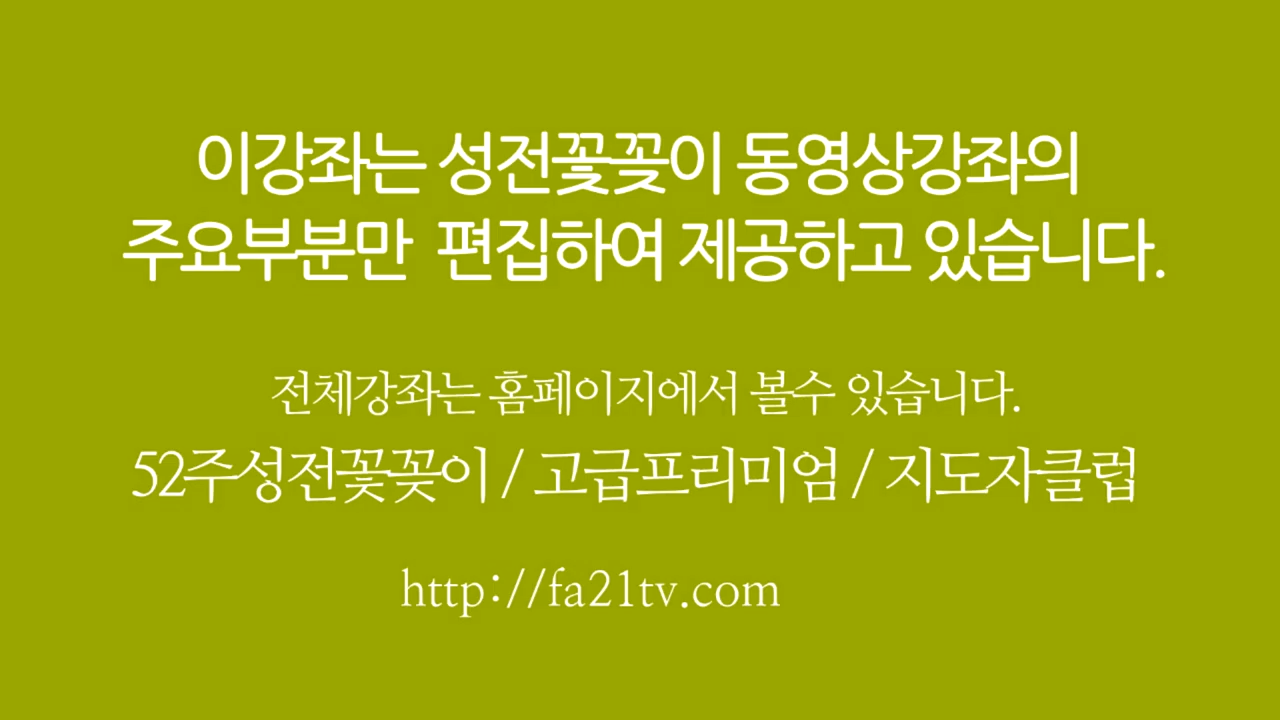 이강좌는 성전꽃꽂이 동영상강좌의
주요부분만 편집하여 제공하고 있습니다.
전체강좌는 홈페이지에서 볼수 있습니다.
52주성전꽃꽂이 / 고급프리미엄 / 지도자클럽
http://fa21tv.com